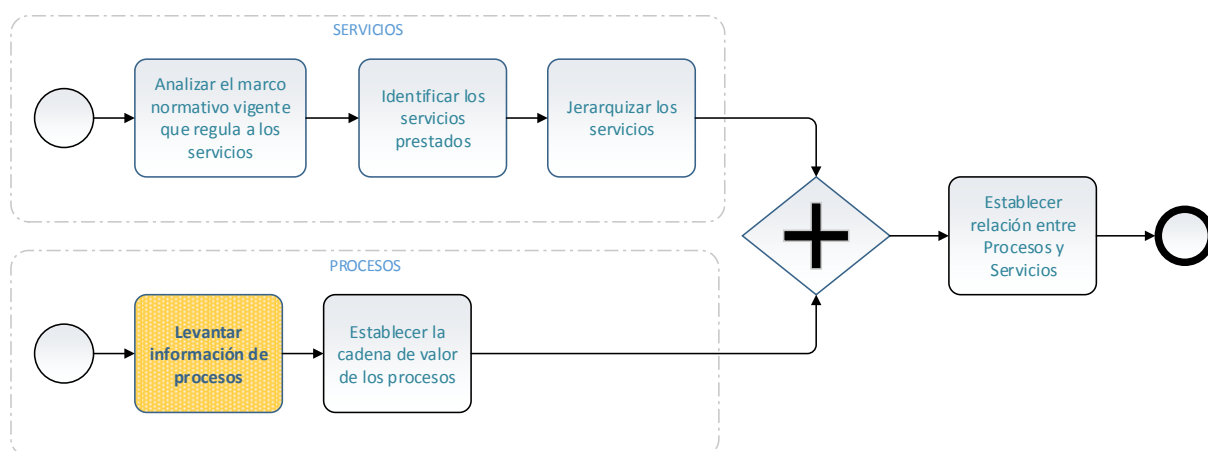 SERVICIOS
Analizar el marco
normativo vigente
que regula a los
servicios
Identificar los
servicios
prestados
Jerarquizar los
servicios
Establecer
relación entre
Procesos y
Servicios
PROCESOS
Levantar
información de
procesos
Establecer la
cadena de valor
de los procesos